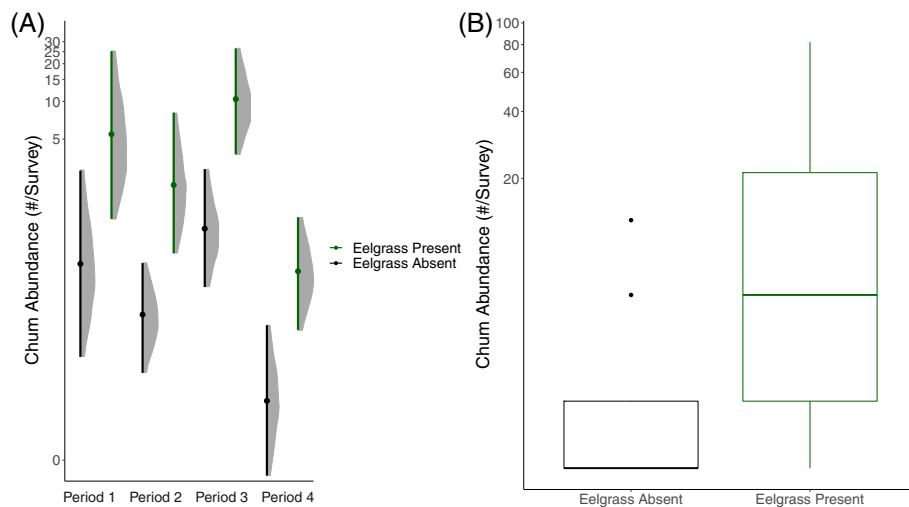 (A)
Chum Abundance (#/Survey)
30
25
20
15
10
5
0
Period 1 Period 2 Period 3 Period 4
Eelgrass Present
Eelgrass Absent
(B)
Chum Abundance (#/Survey)
100
80
60
40
20
Eelgrass Absent Eelgrass Present